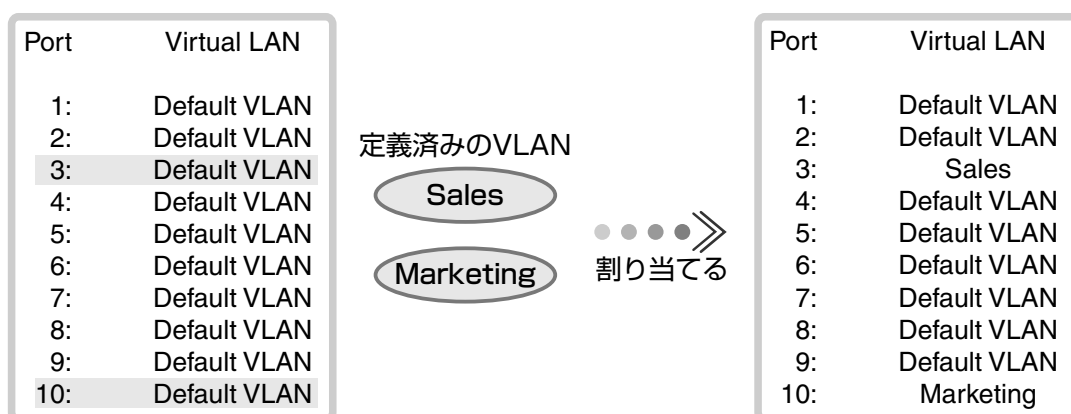 Port Virtual LAN
1: Default VLAN
2: Default VLAN
3: Default VLAN
4: Default VLAN
5: Default VLAN
6: Default VLAN
7: Default VLAN
8: Default VLAN
9: Default VLAN
10: Default VLAN
定義済みのVLAN
Sales
Marketing
割り当てる
Port Virtual LAN
1: Default VLAN
2: Default VLAN
3: Sales
4: Default VLAN
5: Default VLAN
6: Default VLAN
7: Default VLAN
8: Default VLAN
9: Default VLAN
10: Marketing